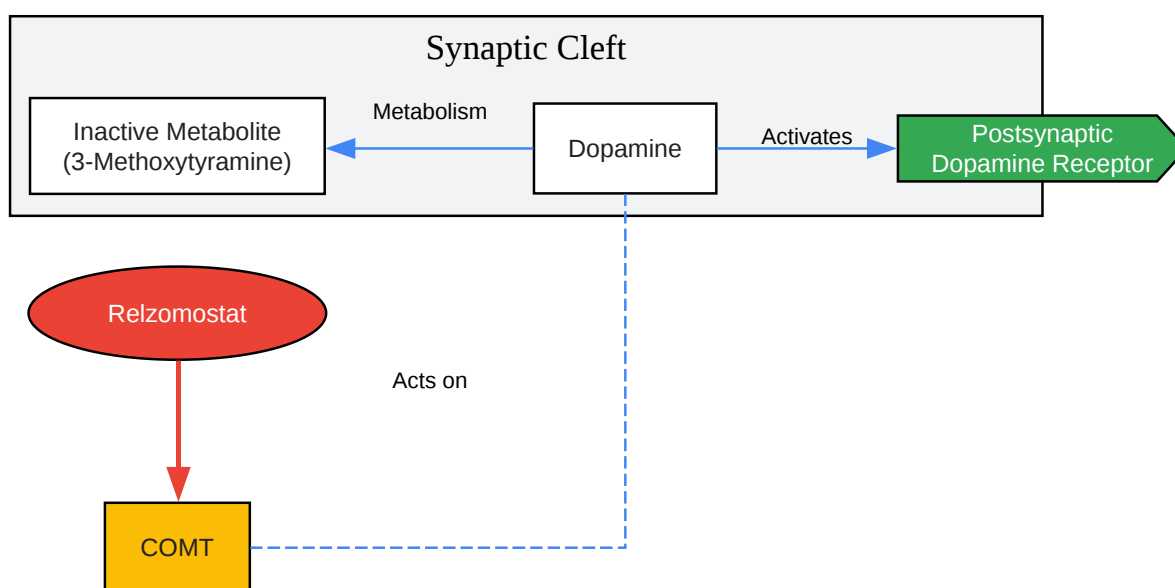 Synaptic Cleft
Metabolism
Inactive Metabolite
(3-Methoxytyramine)
Dopamine
Activates
Postsynaptic
Dopamine Receptor
Relzomostat
Acts on
COMT